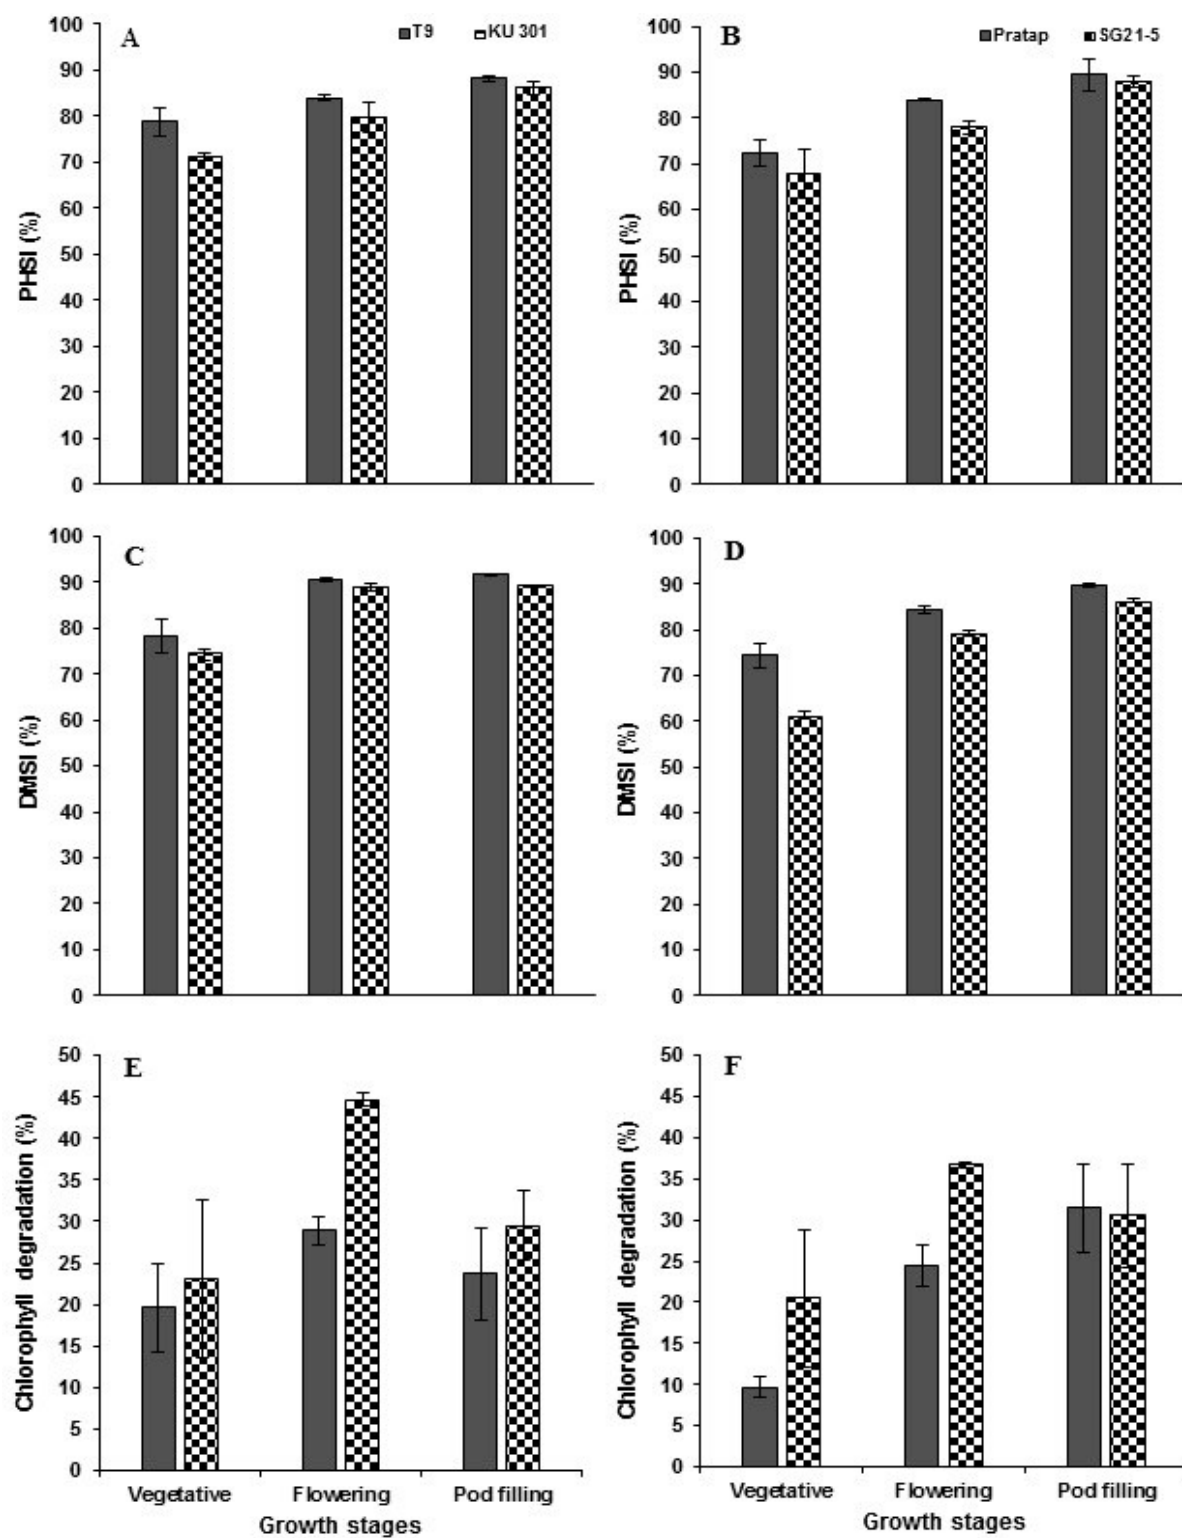 A
T9
KU 301
PHSI (%)
100
90
80
70
60
50
40
30
20
10
0
B
Pratap
SG21-5
PHSI (%)
100
90
80
70
60
50
40
30
20
10
0
C
DMSI (%)
100
90
80
70
60
50
40
30
20
10
0
D
DMSI (%)
100
90
80
70
60
50
40
30
20
10
0
E
Chlorophyll degradation (%)
50
45
40
35
30
25
20
15
10
5
0
Vegetative
Flowering
Pod filling
Growth stages
F
Chlorophyll degradation (%)
50
45
40
35
30
25
20
15
10
5
0
Vegetative
Flowering
Pod filling
Growth stages